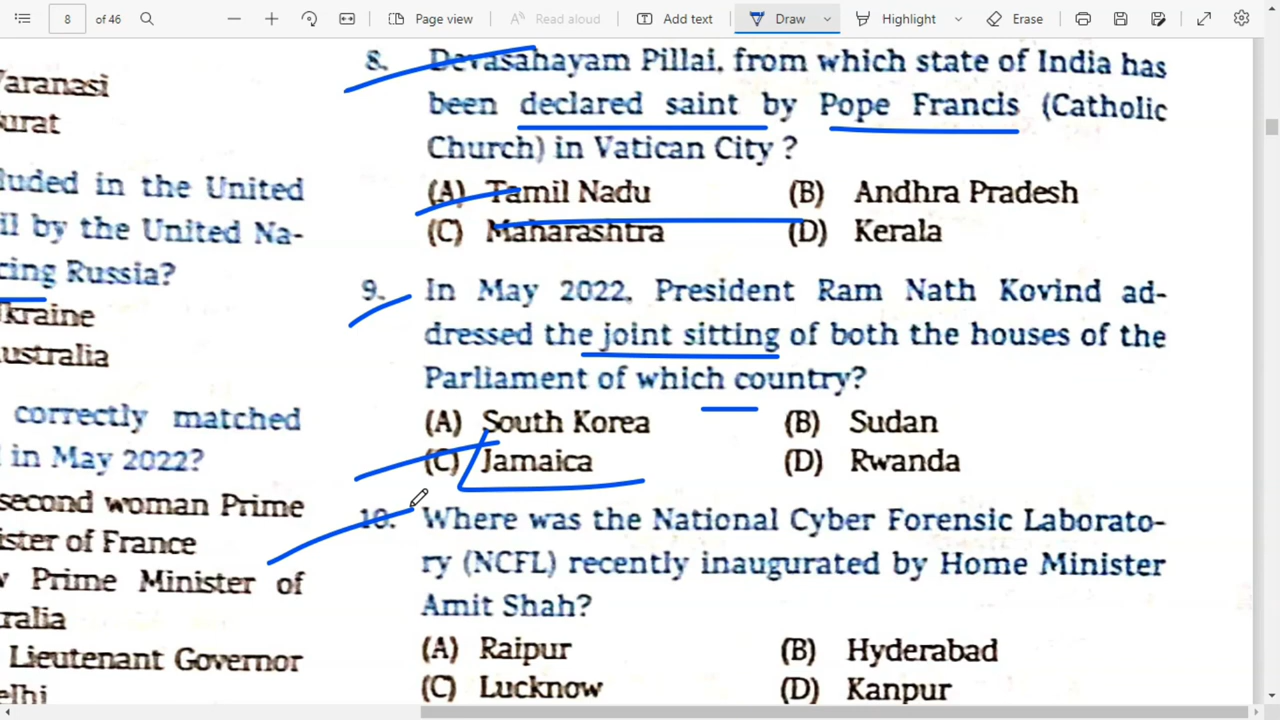 8
of 46
Page view
Read aloud
Add text
Draw
Highlight
Erase
Varanasi
urat
luded in the United
il by the United Na-
cing Russia?
Ukraine
ustralia
correctly matched
in May 2022?
second woman Prime
ister of France
Prime Minister of
ralia
Lieutenant Governor
elhi
8. Devasahayam Pillai, from which state of India has
been declared saint by Pope Francis (Catholic
Church) in Vatican City ?
(A) Tamil Nadu (B) Andhra Pradesh
(C) Maharashtra (D) Kerala
9. In May 2022, President Ram Nath Kovind ad-
dressed the joint sitting of both the houses of the
Parliament of which country?
(A) South Korea (B) Sudan
(C) Jamaica (D) Rwanda
10. Where was the National Cyber Forensic Laborato-
ry (NCFL) recently inaugurated by Home Minister
Amit Shah?
(A) Raipur (B) Hyderabad
(C) Lucknow (D) Kanpur